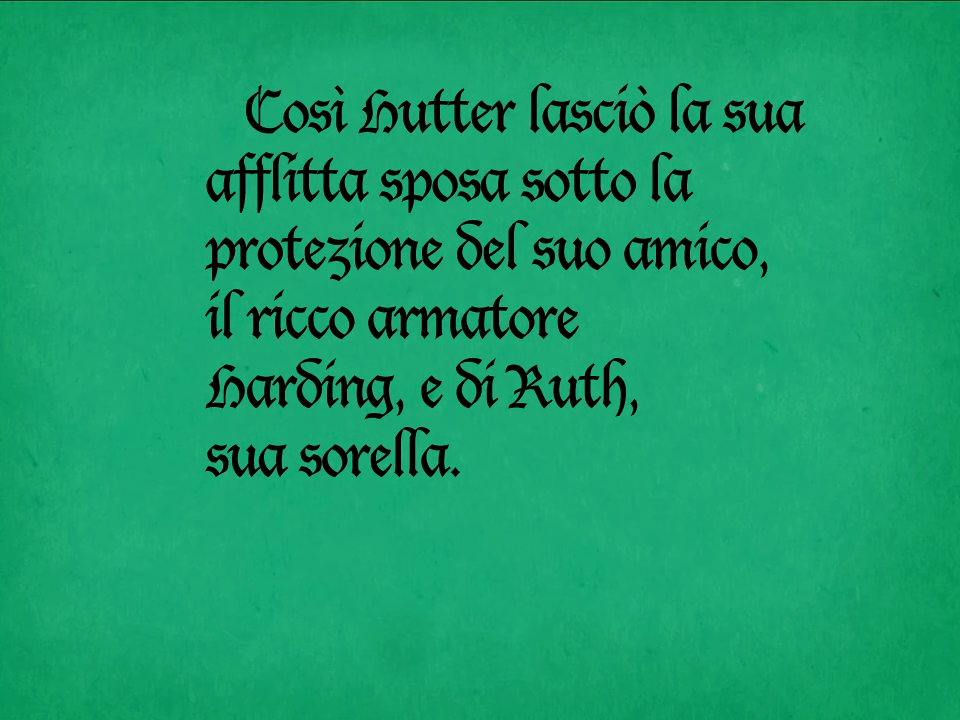 Così Hutter lasciò la sua
afflitta sposa sotto la
protezione del suo amico,
il ricco armatore
Harding, e di Ruth,
sua sorella.